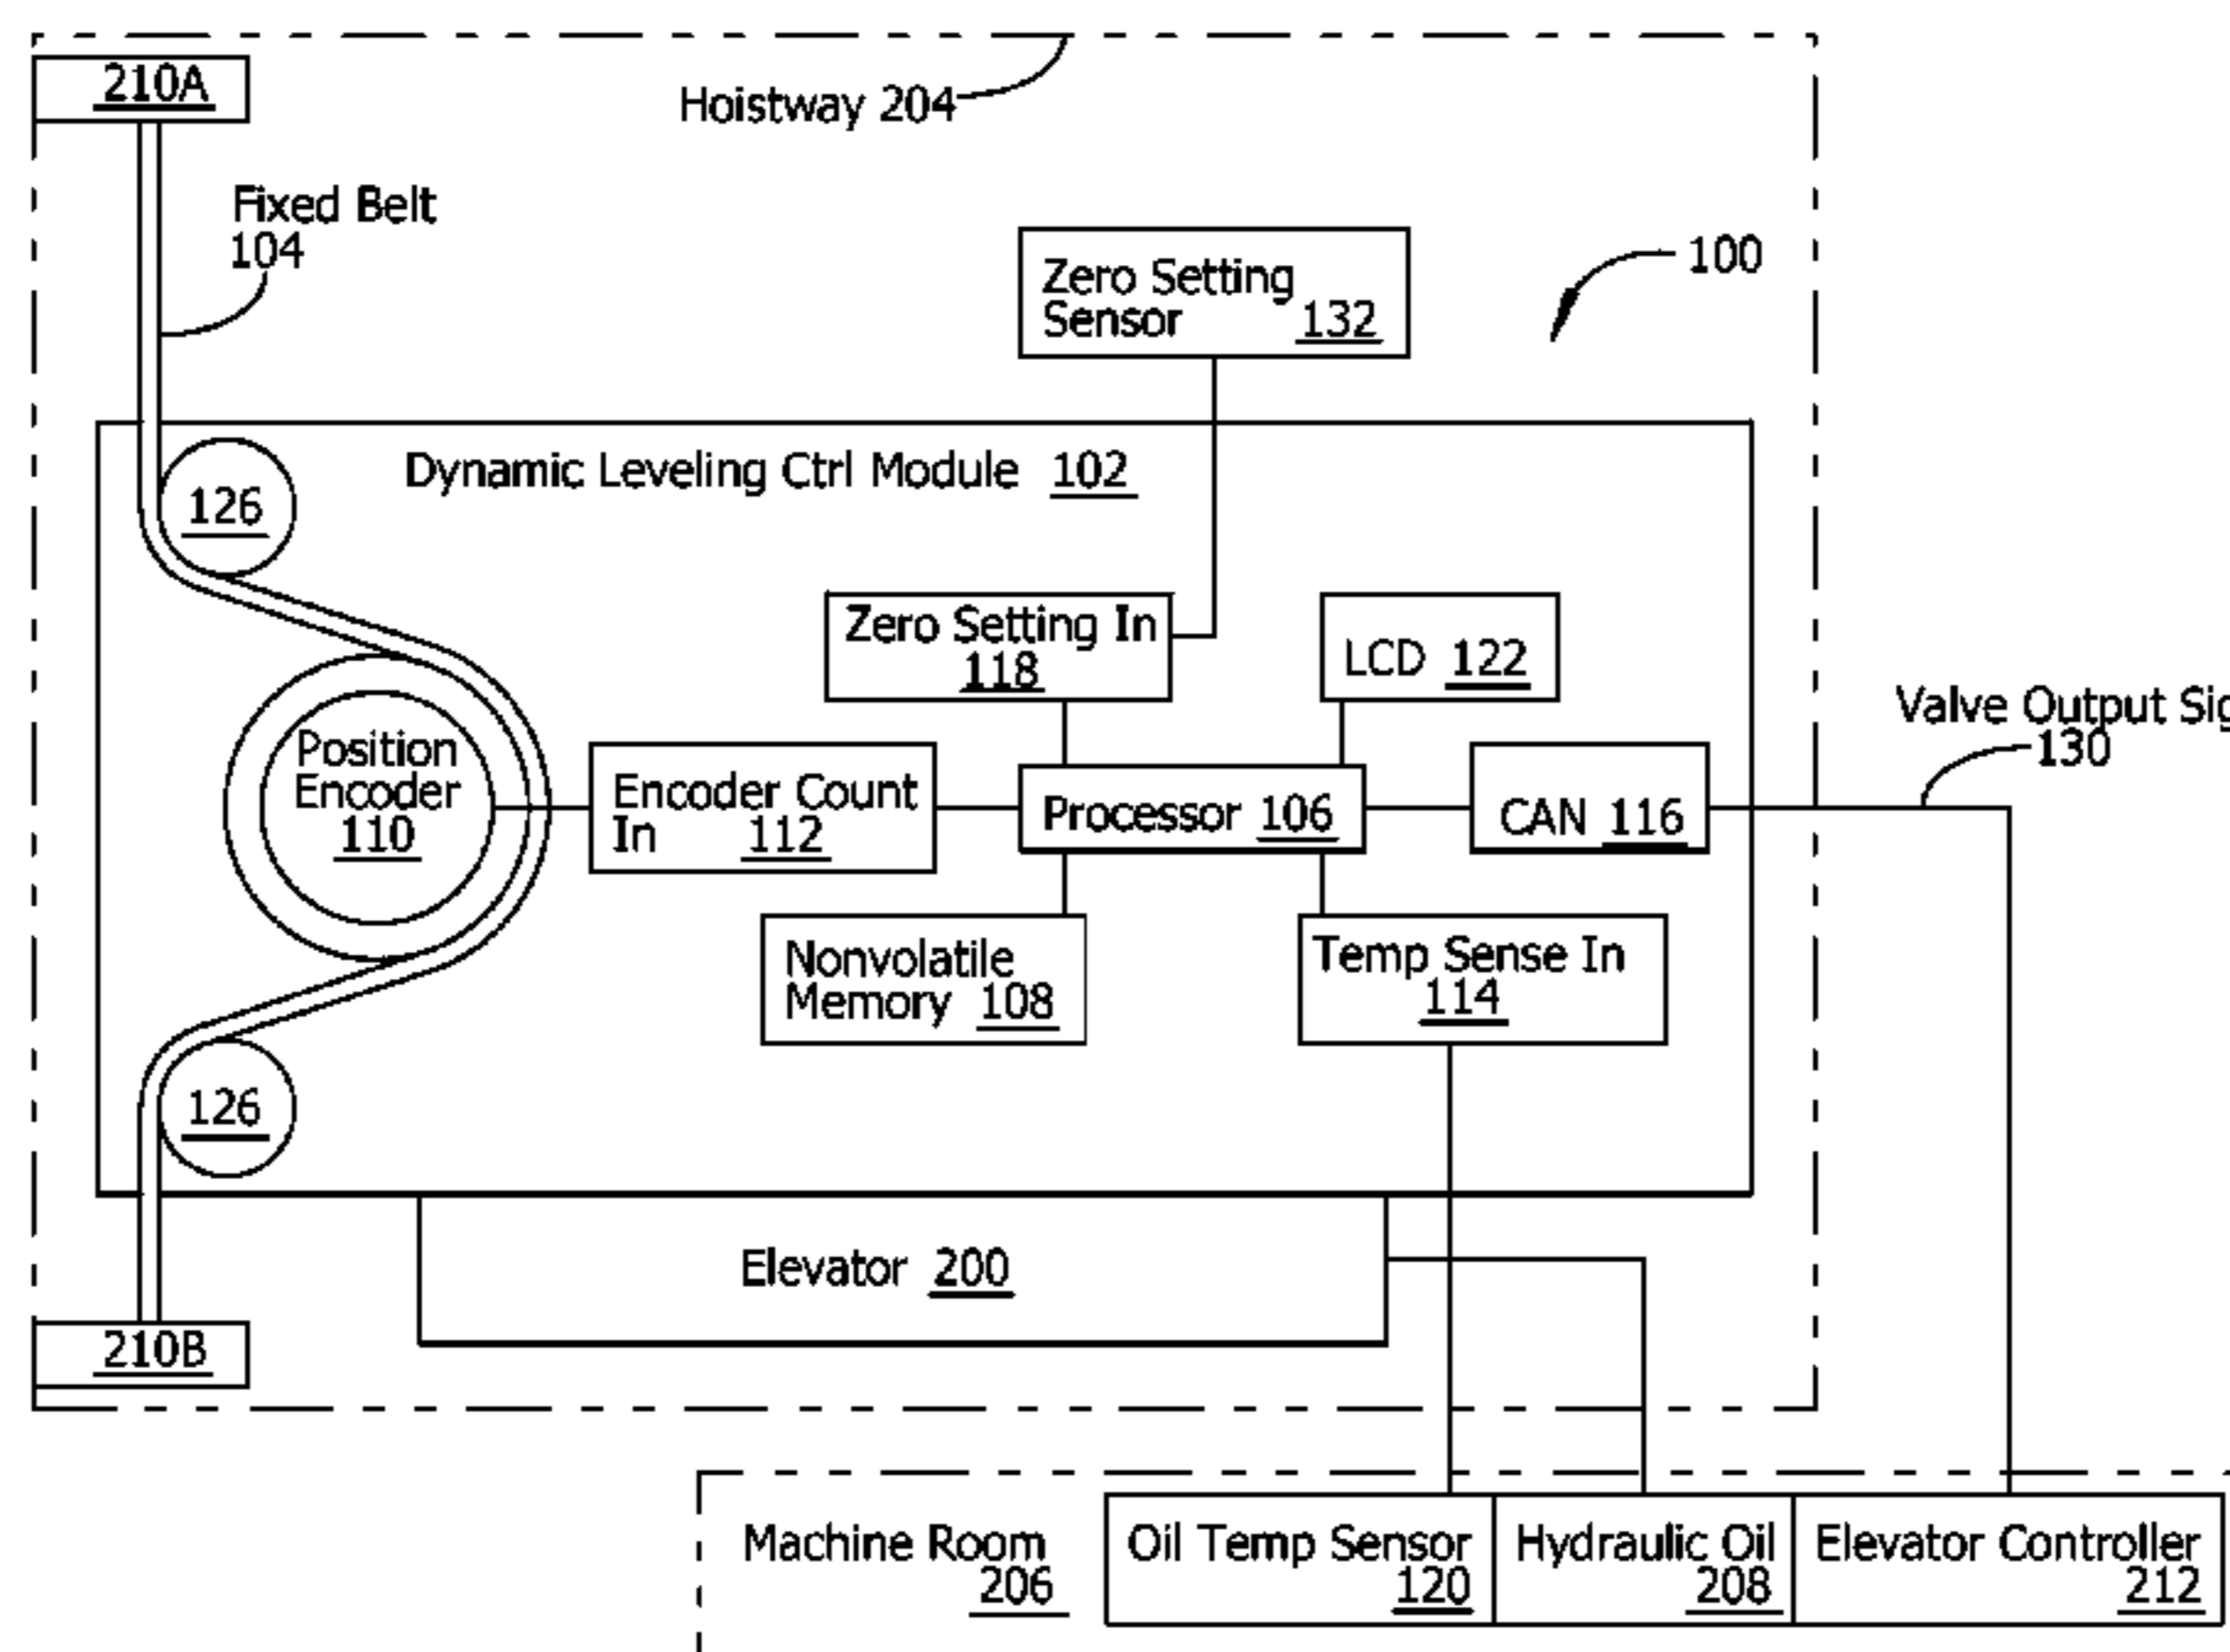 210A
Hoistway 204
Fixed Belt
104
Zero Setting
Sensor 132
100
Dynamic Leveling Ctrl Module 102
126
Zero Setting In
118
LCD 122
Valve Output Sig
130
Position
Encoder
110
Encoder Count
In 112
Processor 106
CAN 116
Nonvolatile
Memory 108
Temp Sense In
114
126
Elevator 200
210B
Machine Room
206
Oil Temp Sensor
120
Hydraulic Oil
208
Elevator Controller
212